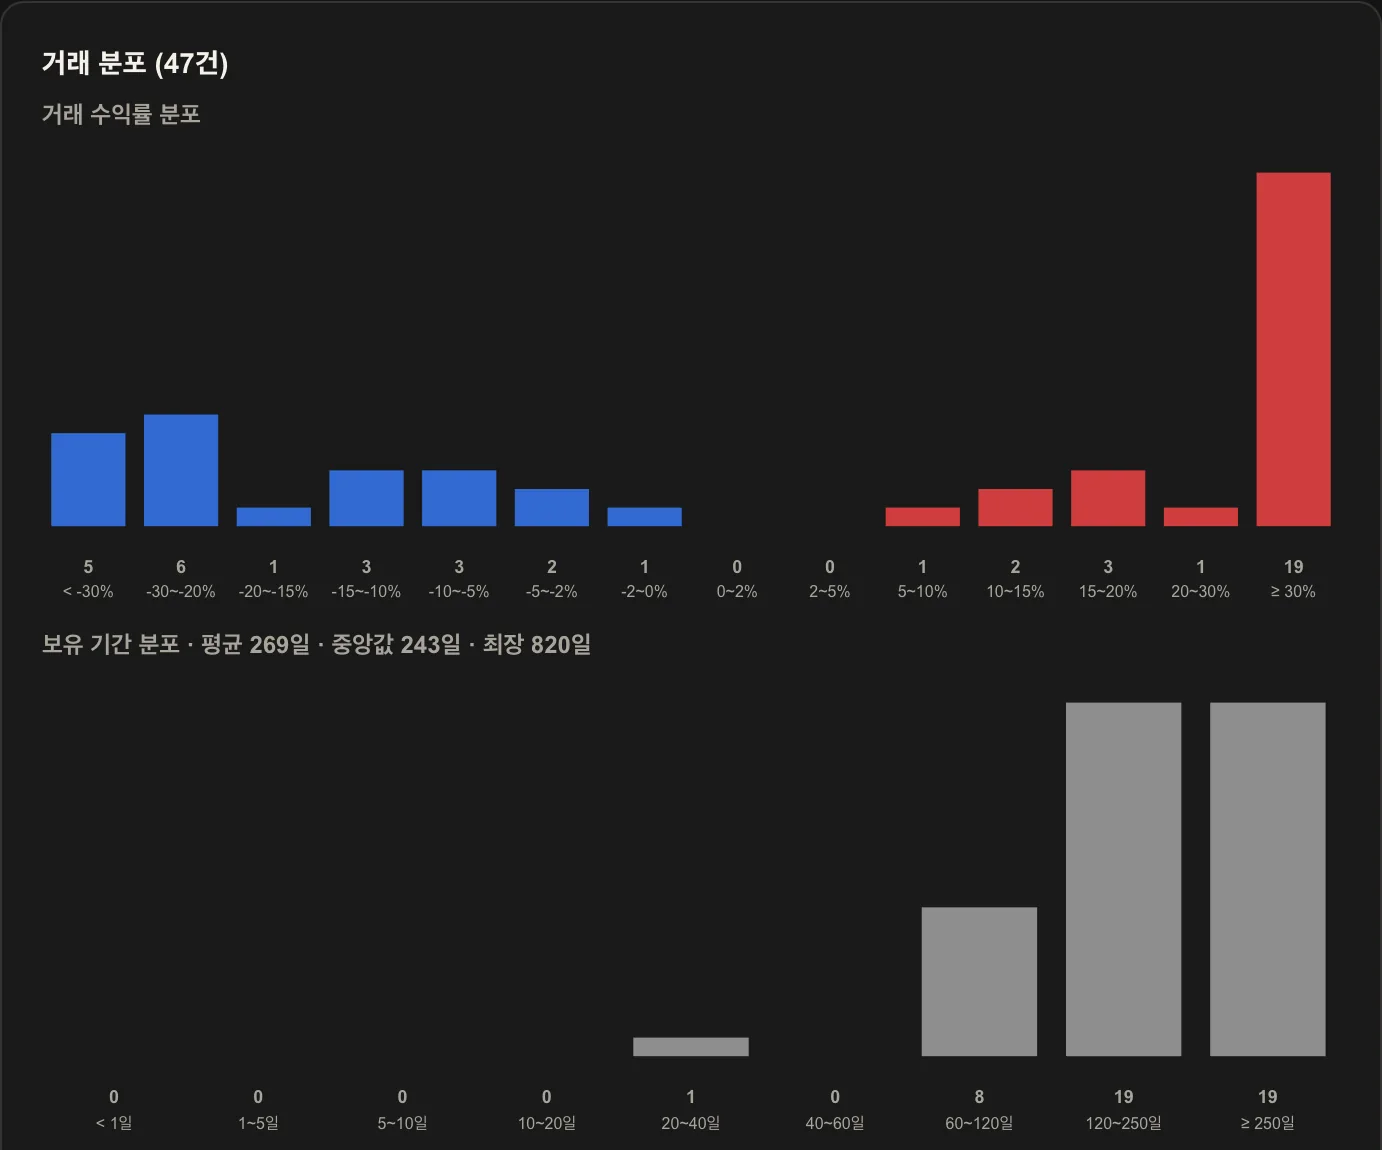 거래 분포 (47건)
거래 수익률 분포
5 6 1 3 3 2 1 0 0 1 2 3 1 19
< -30% -30~-20% -20~-15% -15~-10% -10~-5% -5~-2% -2~0% 0~2% 2~5% 5~10% 10~15% 15~20% 20~30% ≥ 30%
보유 기간 분포 · 평균 269일 · 중앙값 243일 · 최장 820일
0 0 0 0 1 0 8 19 19
< 1일 1~5일 5~10일 10~20일 20~40일 40~60일 60~120일 120~250일 ≥ 250일